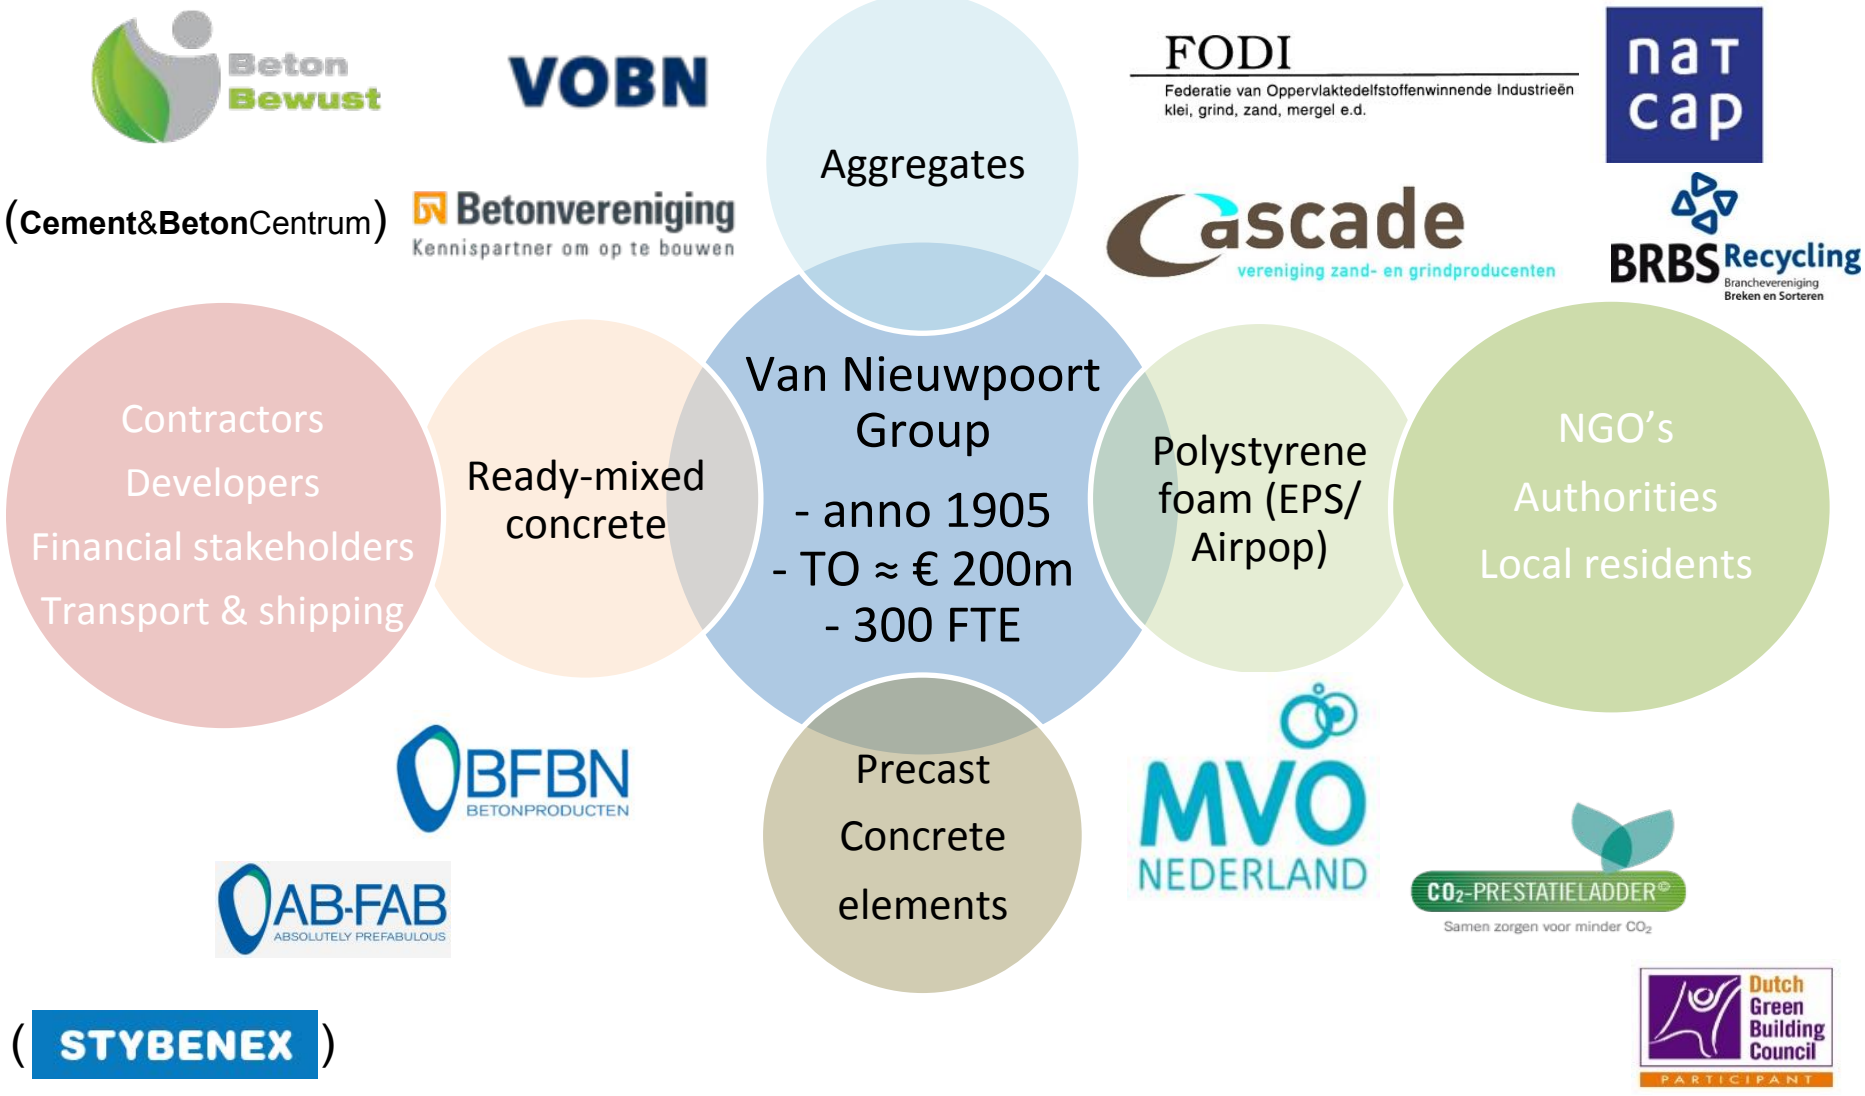 Beton
Bewust
VOBN
(Cement&BetonCentrum)
Betonvereniging
Kennispartner om op te bouwen
Aggregates
FODI
Federatie van Oppervlaktedelfstoffenwinnende Industrieën
klei, grind, zand, mergel e.d.
nat
cap
Cascade
vereniging zand- en grindproducenten
BRBS Recycling
Branchevereniging
Breken en Sorteren
Contractors
Developers
Financial stakeholders
Transport & shipping
Ready-mixed
concrete
Van Nieuwpoort
Group
- anno 1905
- TO ≈ € 200m
- 300 FTE
Polystyrene
foam (EPS/
Airpop)
NGO’s
Authorities
Local residents
BFBN
BETONPRODUCTEN
AB-FAB
ABSOLUTELY PREFABULOUS
(STYBENEX)
Precast
Concrete
elements
MVO
NEDERLAND
CO₂-PRESTATIELADDER©
Samen zorgen voor minder CO₂
Dutch
Green
Building
Council
PARTICIPANT